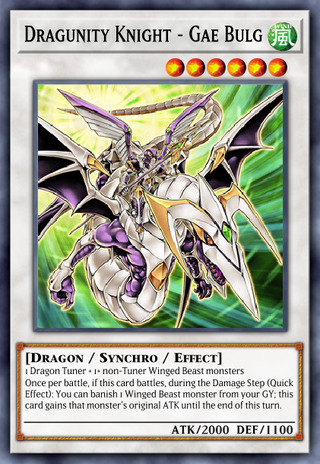 Dragunity Knight - Gae Bulg
風
[Dragon / Synchro / Effect]
1 Dragon Tuner + 1+ non-Tuner Winged Beast monsters
Once per battle, if this card battles, during the Damage Step (Quick
Effect): You can banish 1 Winged Beast monster from your GY; this
card gains that monster's original ATK until the end of this turn.
ATK/2000 DEF/1100